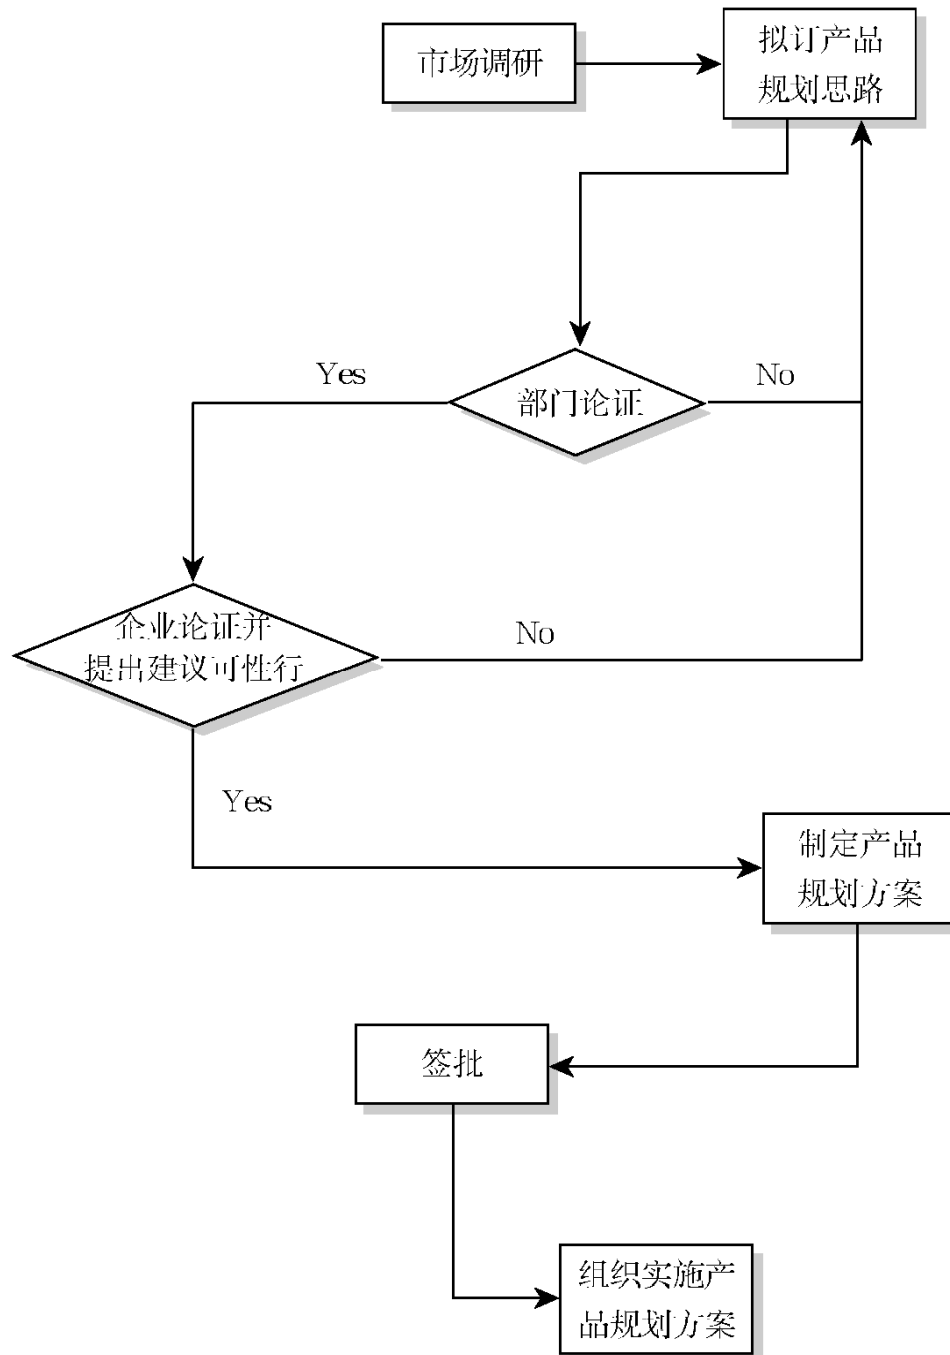 市场调研
拟订产品
规划思路
Yes
部门论证
No
企业论证并
提出建议可性行
No
Yes
制定产品
规划方案
签批
组织实施产
品规划方案